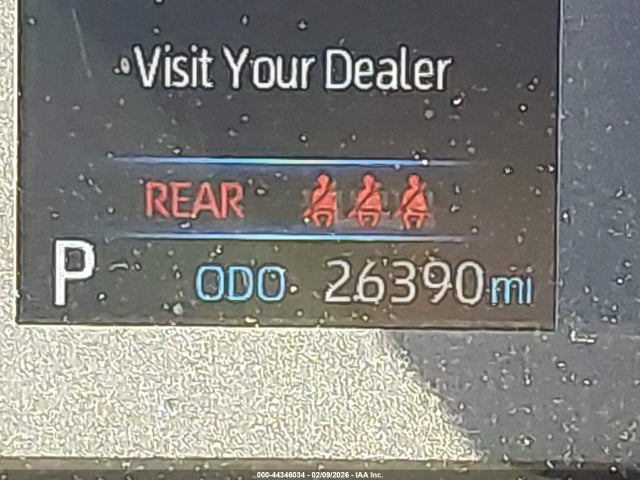 Visit Your Dealer
REAR
P ODO 26390 mi
000-44346034 - 02/09/2026 - IAA Inc.